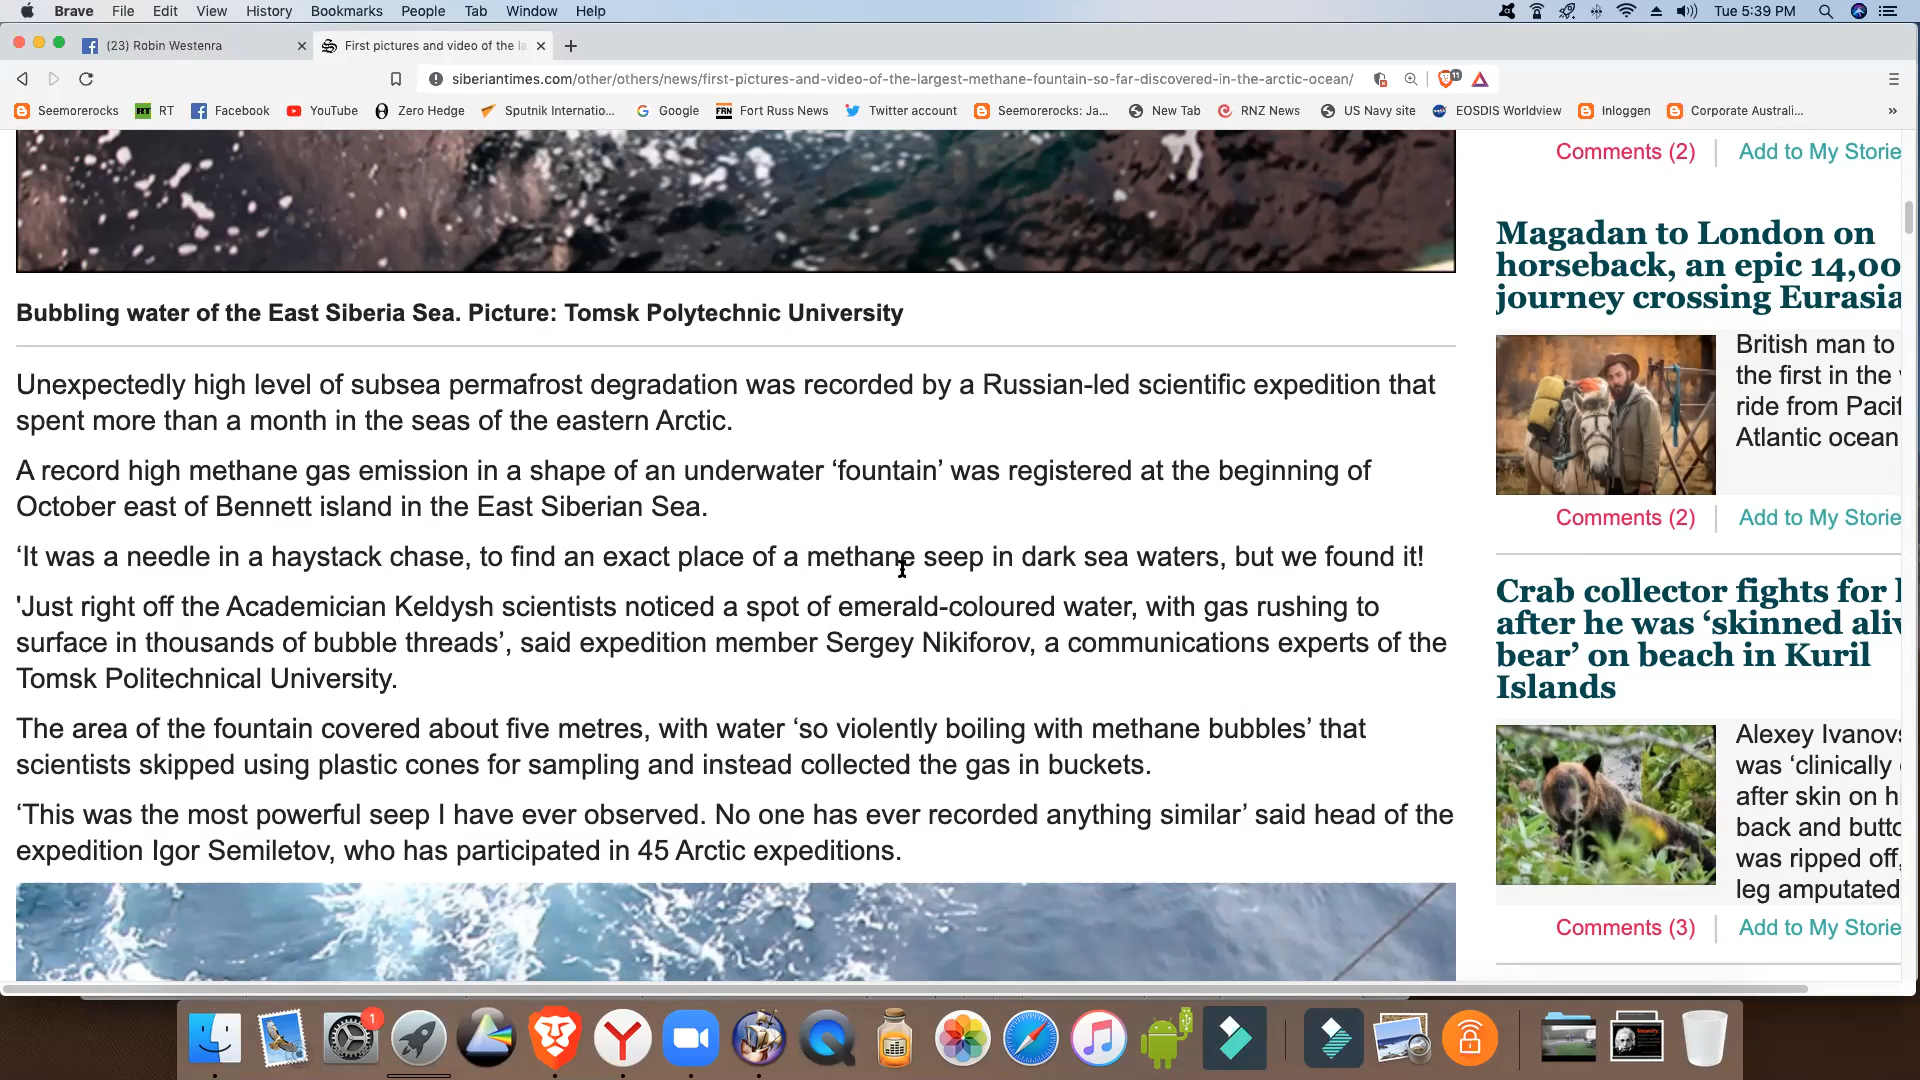 Brave File Edit View History Bookmarks People Tab Window Help Tue 5:39 PM
(23) Robin Westenra First pictures and video of the la
siberiantimes.com/other/others/news/first-pictures-and-video-of-the-largest-methane-fountain-so-far-discovered-in-the-arctic-ocean/ 11
Seemorerocks RT Facebook YouTube Zero Hedge Sputnik Internatio... Google Fort Russ News Twitter account Seemorerocks: Ja... New Tab RNZ News US Navy site EOSDIS Worldview Inloggen Corporate Australi... »
Bubbling water of the East Siberia Sea. Picture: Tomsk Polytechnic University
Unexpectedly high level of subsea permafrost degradation was recorded by a Russian-led scientific expedition that
spent more than a month in the seas of the eastern Arctic.
A record high methane gas emission in a shape of an underwater ‘fountain’ was registered at the beginning of
October east of Bennett island in the East Siberian Sea.
‘It was a needle in a haystack chase, to find an exact place of a methane seep in dark sea waters, but we found it!
'Just right off the Academician Keldysh scientists noticed a spot of emerald-coloured water, with gas rushing to
surface in thousands of bubble threads’, said expedition member Sergey Nikiforov, a communications experts of the
Tomsk Politechnical University.
The area of the fountain covered about five metres, with water ‘so violently boiling with methane bubbles’ that
scientists skipped using plastic cones for sampling and instead collected the gas in buckets.
‘This was the most powerful seep I have ever observed. No one has ever recorded anything similar’ said head of the
expedition Igor Semiletov, who has participated in 45 Arctic expeditions.
Comments (2) Add to My Storie
Magadan to London on
horseback, an epic 14,00
journey crossing Eurasia
British man to
the first in the
ride from Pacif
Atlantic ocean
Comments (2) Add to My Storie
Crab collector fights for l
after he was ‘skinned aliv
bear’ on beach in Kuril
Islands
Alexey Ivanovs
was ‘clinically
after skin on hi
back and butto
was ripped off,
leg amputated
Comments (3) Add to My Storie
1